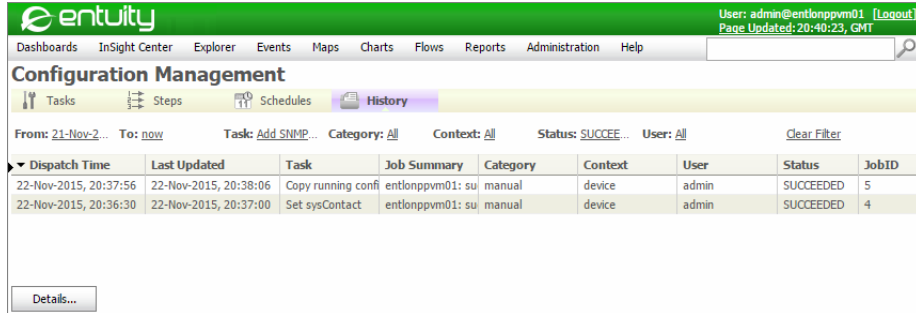 entuity
User: admin@entlonppvm01 [Logout]
Page Updated: 20:40:23, GMT
Dashboards InSight Center Explorer Events Maps Charts Flows Reports Administration Help
Configuration Management
Tasks Steps Schedules History
From: 21-Nov-2... To: now Task: Add SNMP... Category: All Context: All Status: SUCCEE... User: All Clear Filter
Dispatch Time Last Updated Task Job Summary Category Context User Status JobID
22-Nov-2015, 20:37:56 22-Nov-2015, 20:38:06 Copy running confi entlonppvm01: su manual device admin SUCCEEDED 5
22-Nov-2015, 20:36:30 22-Nov-2015, 20:37:00 Set sysContact entlonppvm01: su manual device admin SUCCEEDED 4
Details...